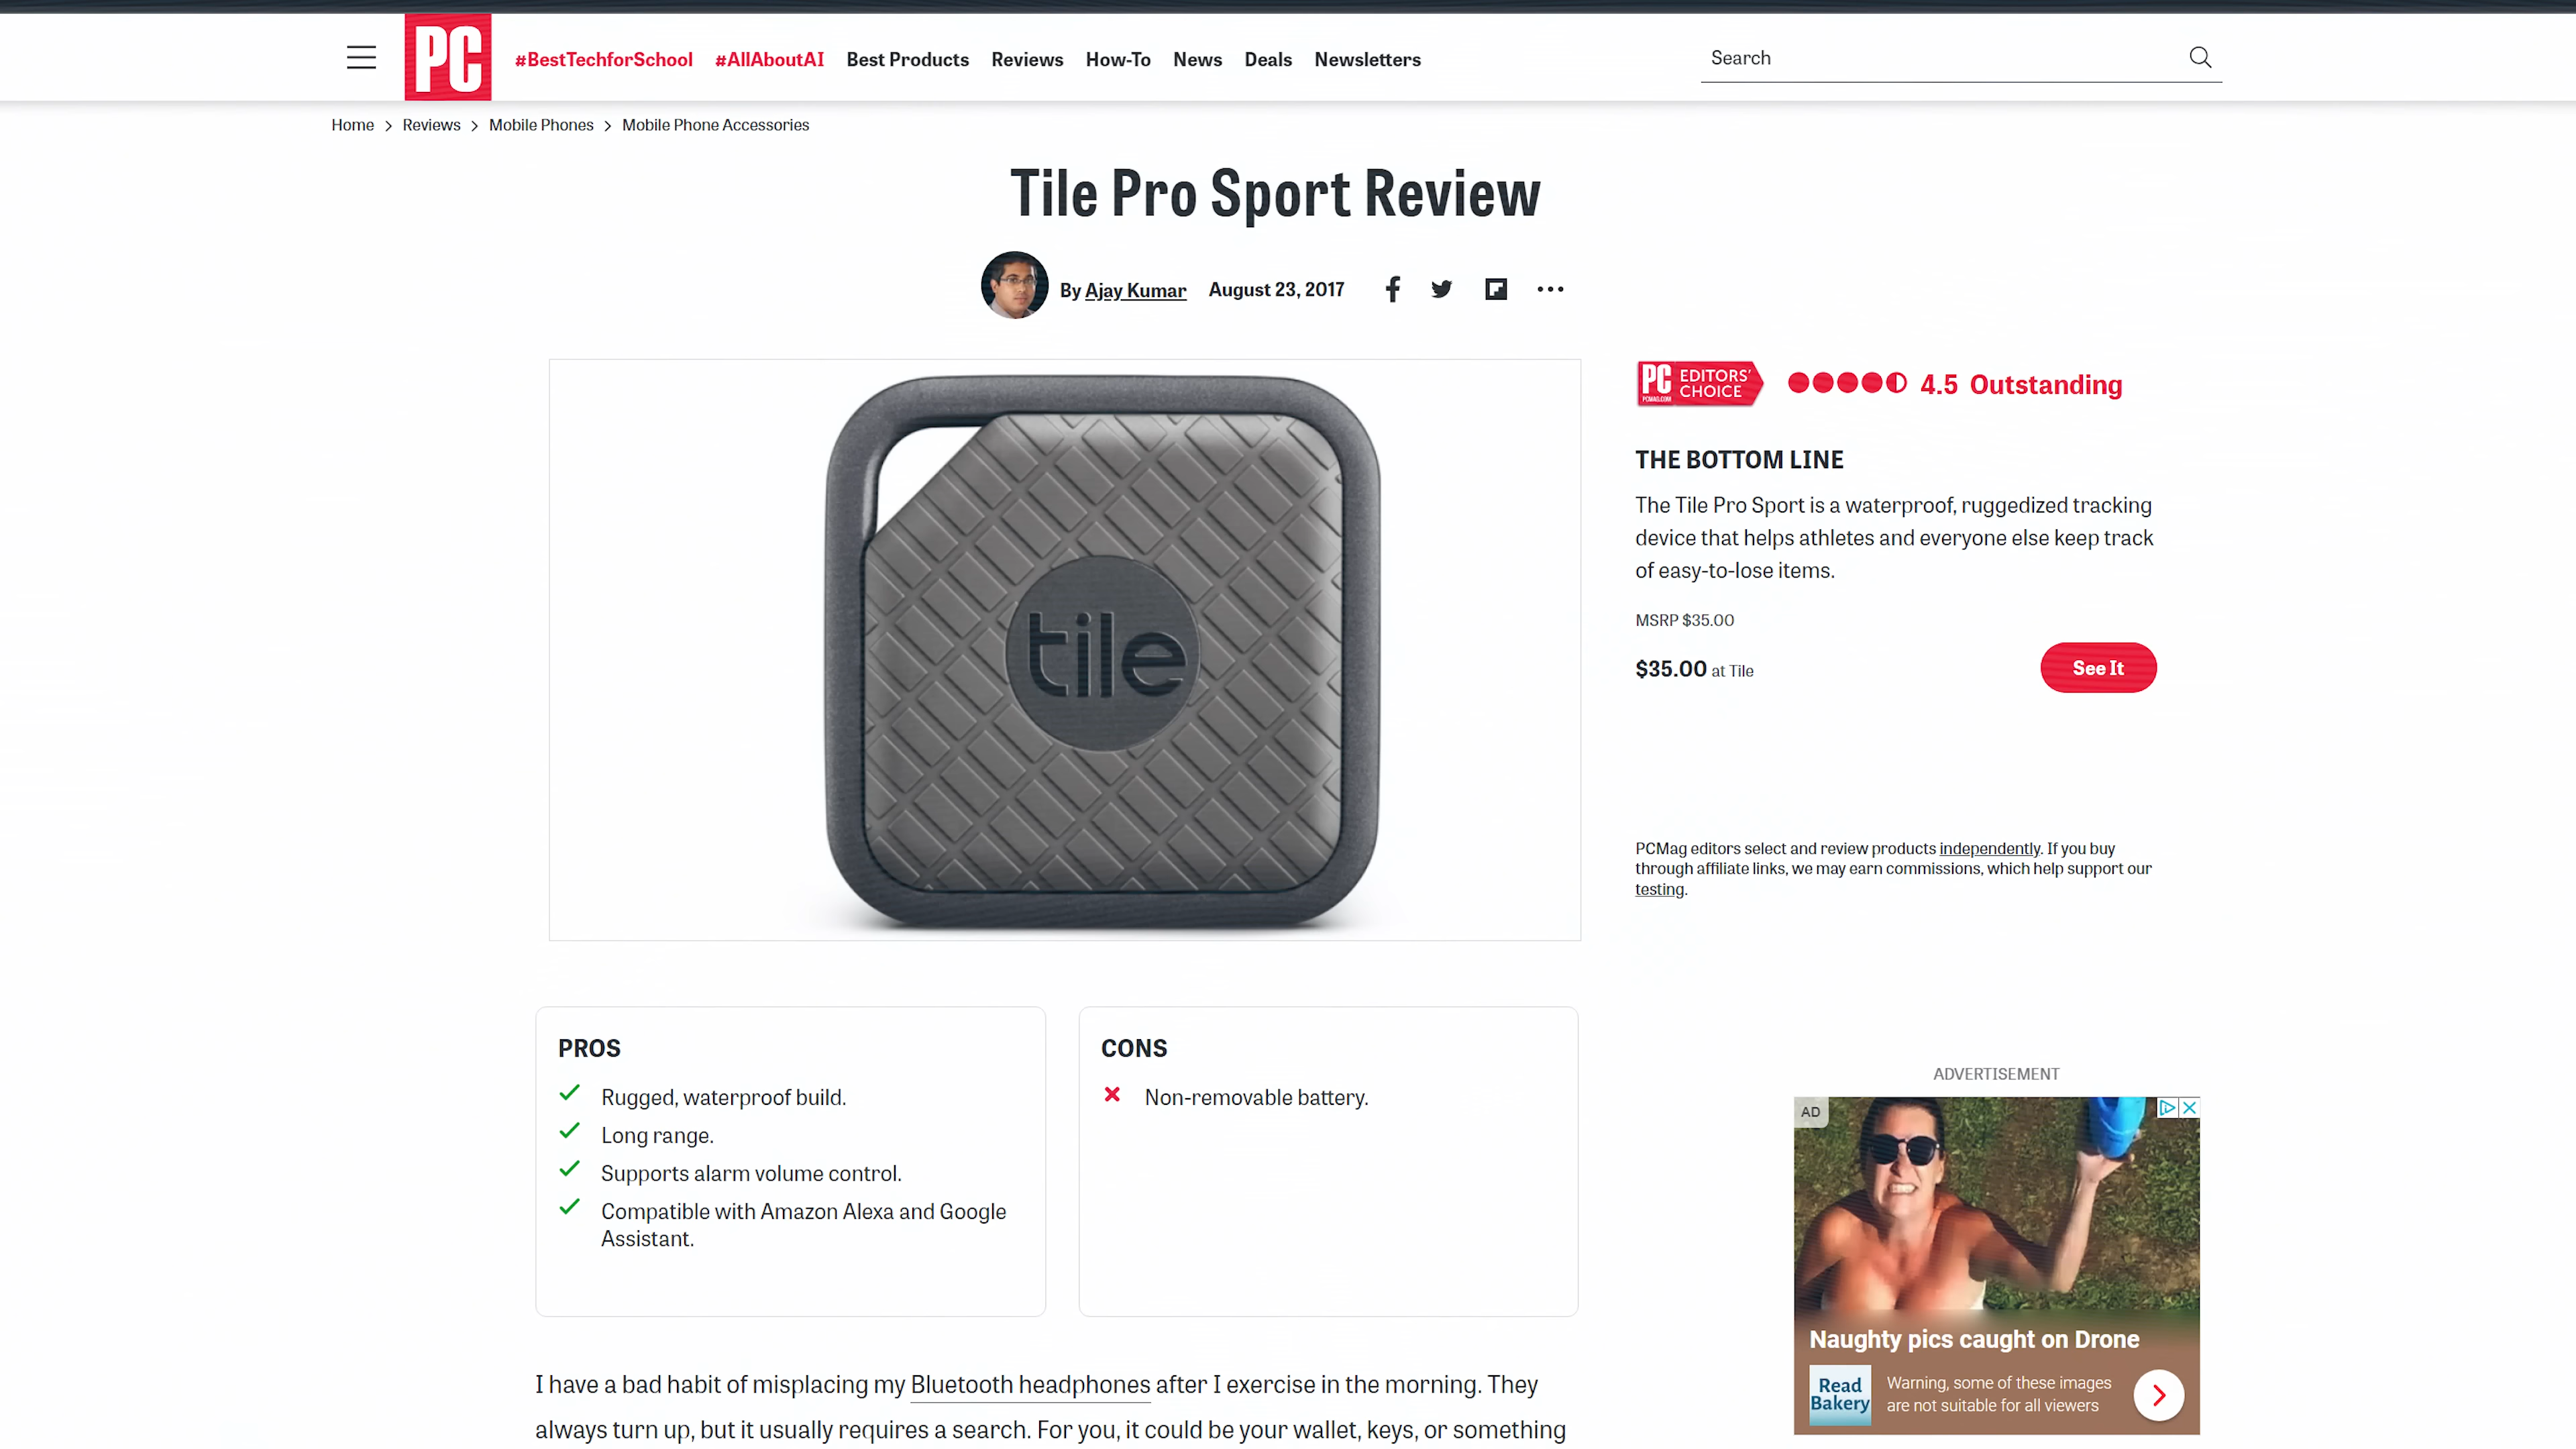 PC
#BestTechforSchool #AllAboutAI Best Products Reviews How-To News Deals Newsletters
Search
Home > Reviews > Mobile Phones > Mobile Phone Accessories
Tile Pro Sport Review
By Ajay Kumar August 23, 2017
tile
PC PCMAG.COM EDITORS' CHOICE 4.5 Outstanding
THE BOTTOM LINE
The Tile Pro Sport is a waterproof, ruggedized tracking
device that helps athletes and everyone else keep track
of easy-to-lose items.
MSRP $35.00
$35.00 at Tile
See It
PCMag editors select and review products independently. If you buy
through affiliate links, we may earn commissions, which help support our
testing.
PROS
Rugged, waterproof build.
Long range.
Supports alarm volume control.
Compatible with Amazon Alexa and Google
Assistant.
CONS
Non-removable battery.
ADVERTISEMENT
AD
Naughty pics caught on Drone
Read
Bakery
Warning, some of these images
are not suitable for all viewers
I have a bad habit of misplacing my Bluetooth headphones after I exercise in the morning. They
always turn up, but it usually requires a search. For you, it could be your wallet, keys, or something